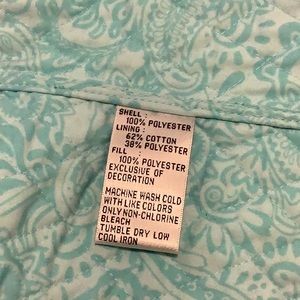 SHELL :
100% POLYESTER
LINING :
62% COTTON
38% POLYESTER
FILL :
100% POLYESTER
EXCLUSIVE OF
DECORATION
MACHINE WASH COLD
WITH LIKE COLORS
ONLY NON-CHLORINE
BLEACH
TUMBLE DRY LOW
COOL IRON